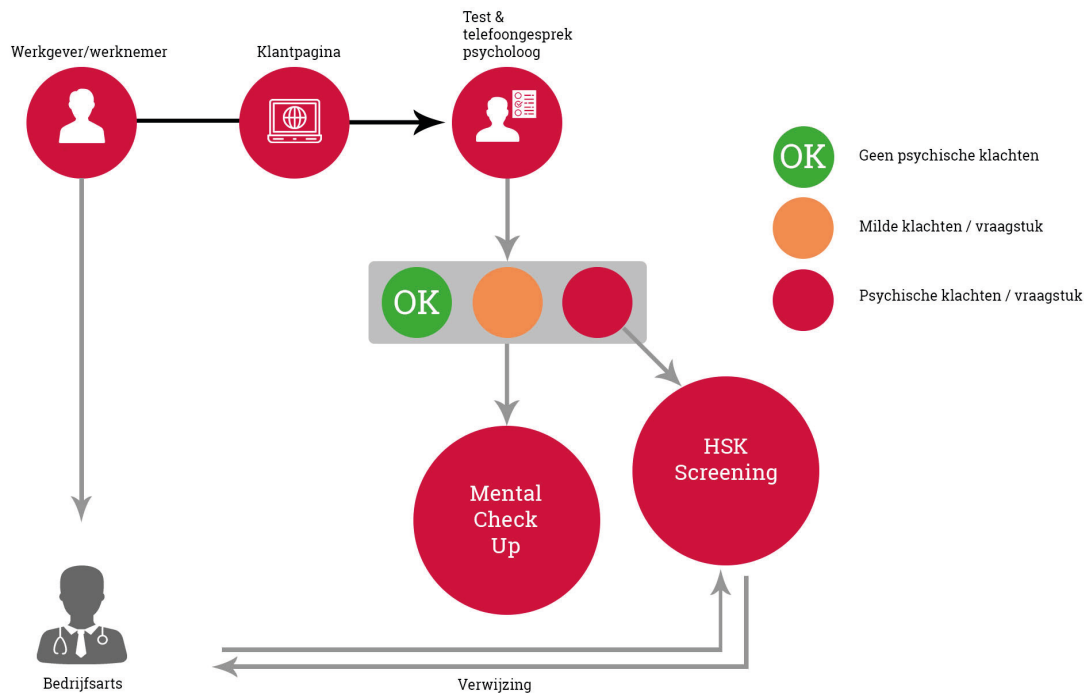 Werkgever/werknemer
Klantpagina
Test &
telefoongesprek
psycholoog
OK
Geen psychische klachten
Milde klachten / vraagstuk
Psychische klachten / vraagstuk
OK
HSK
Screening
Mental
Check
Up
Bedrijfsarts
Verwijzing